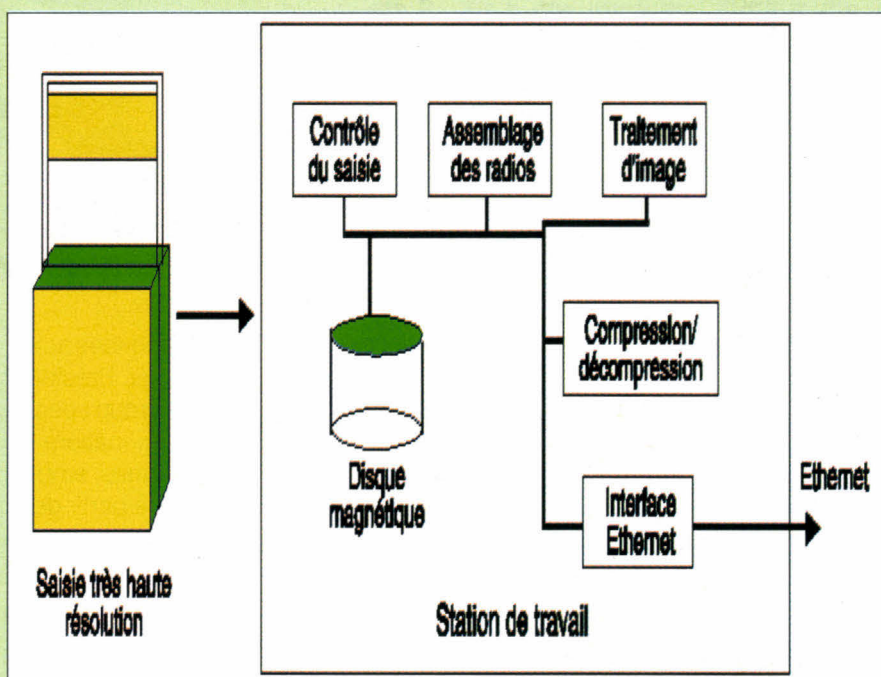 Contrôle
du saisie
Assemblage
des radios
Traitement
d'image
Compression/
décompression
Disque
magnétique
Interface
Ethernet
Ethernet
Saisie très haute
résolution
Station de travail